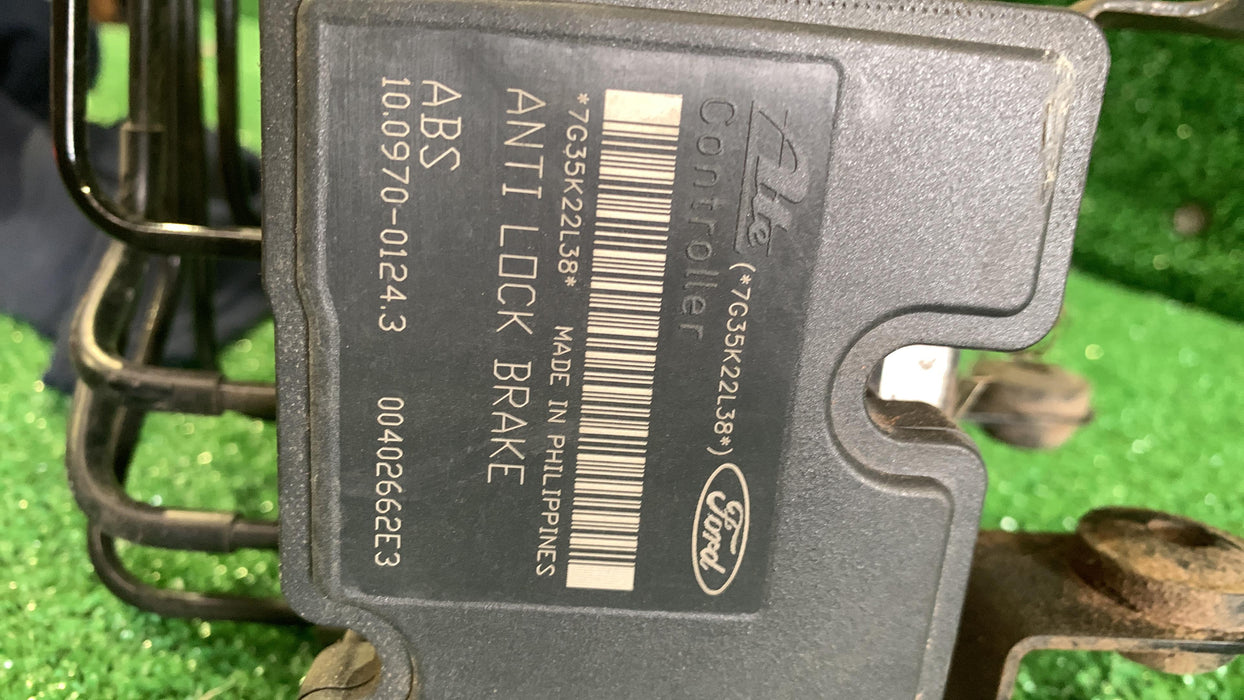 Ate (*7G35K22L38*) Ford
Controller
*7G35K22L38* MADE IN PHILIPPINES
ANTI LOCK BRAKE
ABS
10.0970-0124.3 00402662E3